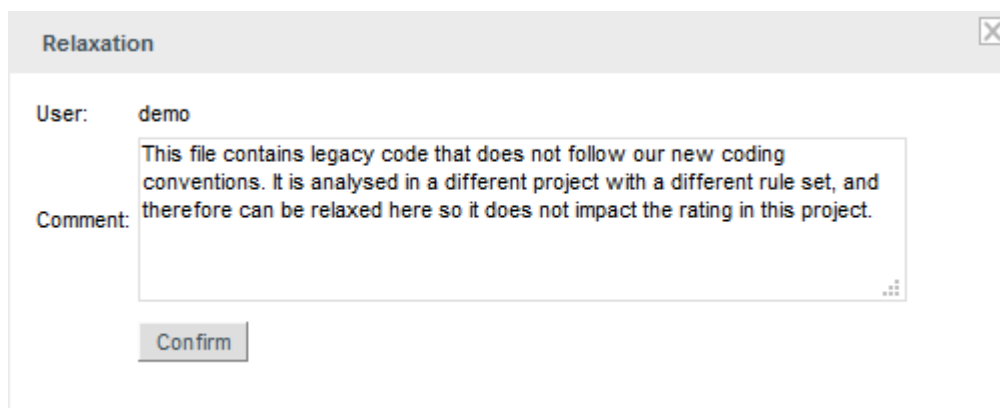 Relaxation
User: demo
This file contains legacy code that does not follow our new coding
conventions. It is analysed in a different project with a different rule set, and
Comment: therefore can be relaxed here so it does not impact the rating in this project.
Confirm